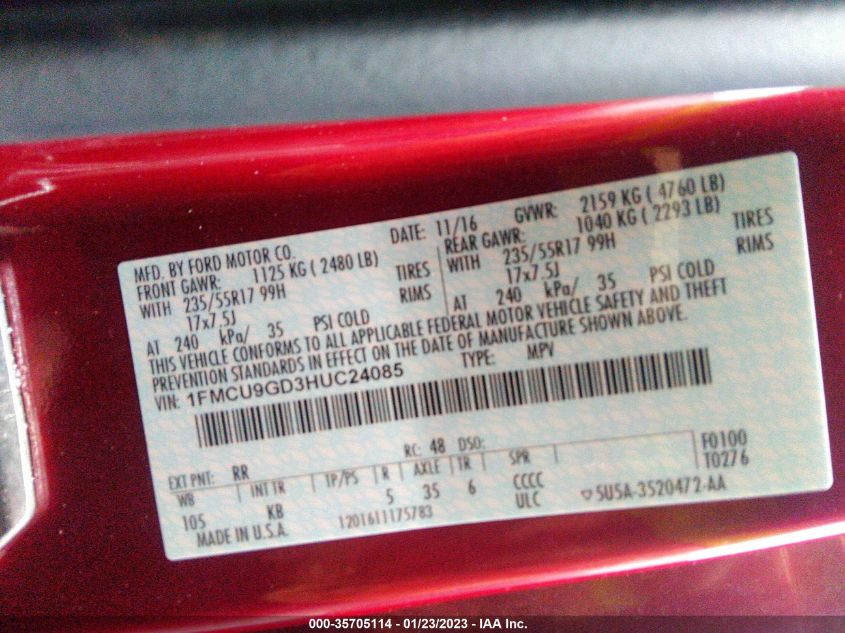 MFD. BY FORD MOTOR CO. DATE: 11/16 GVWR: 2159 KG ( 4760 LB)
FRONT GAWR: 1125 KG ( 2480 LB) REAR GAWR: 1040 KG ( 2293 LB)
WITH 235/55R17 99H TIRES WITH 235/55R17 99H TIRES
17x7.5J RIMS 17x7.5J RIMS
AT 240 kPa/ 35 PSI COLD AT 240 kPa/ 35 PSI COLD
THIS VEHICLE CONFORMS TO ALL APPLICABLE FEDERAL MOTOR VEHICLE SAFETY AND THEFT
PREVENTION STANDARDS IN EFFECT ON THE DATE OF MANUFACTURE SHOWN ABOVE.
VIN: 1FMCU9GD3HUC24085 TYPE: MPV
EXT PNT: RR RC: 48 DSO: F0100
WB INT TR TP/PS R AXLE TR SPR T0276
105 KB 5 35 6 CCCC
MADE IN U.S.A. 1201611175783 ULC 5U5A-3520472-AA
000-35705114 - 01/23/2023 - IAA Inc.